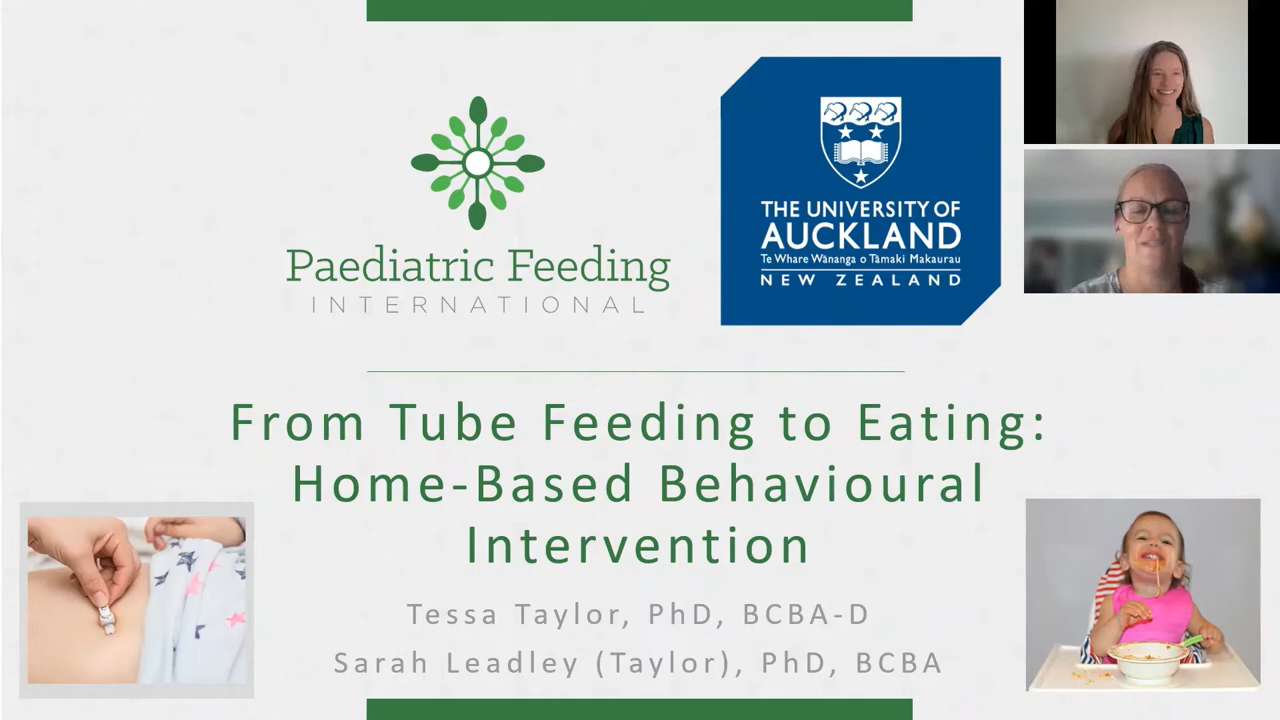 Paediatric Feeding
INTERNATIONAL
THE UNIVERSITY OF
AUCKLAND
Te Whare Wānanga o Tāmaki Makaurau
NEW ZEALAND
From Tube Feeding to Eating:
Home-Based Behavioural
Intervention
Tessa Taylor, PhD, BCBA-D
Sarah Leadley (Taylor), PhD, BCBA